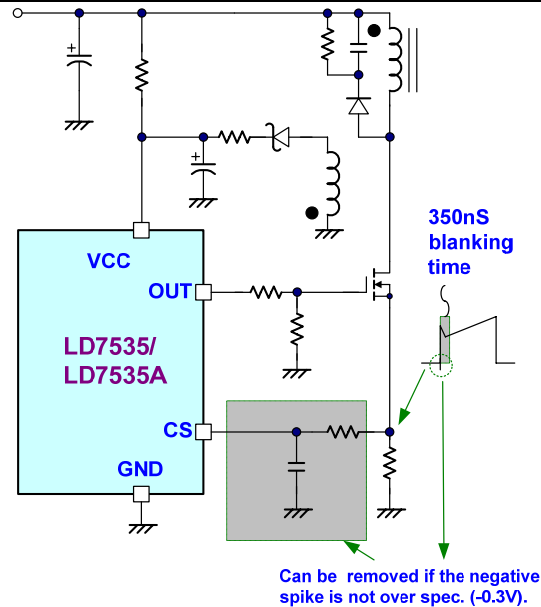 350nS
blanking
time
VCC
OUT
LD7535/
LD7535A
CS
GND
+
+
Can be removed if the negative
spike is not over spec. (-0.3V).